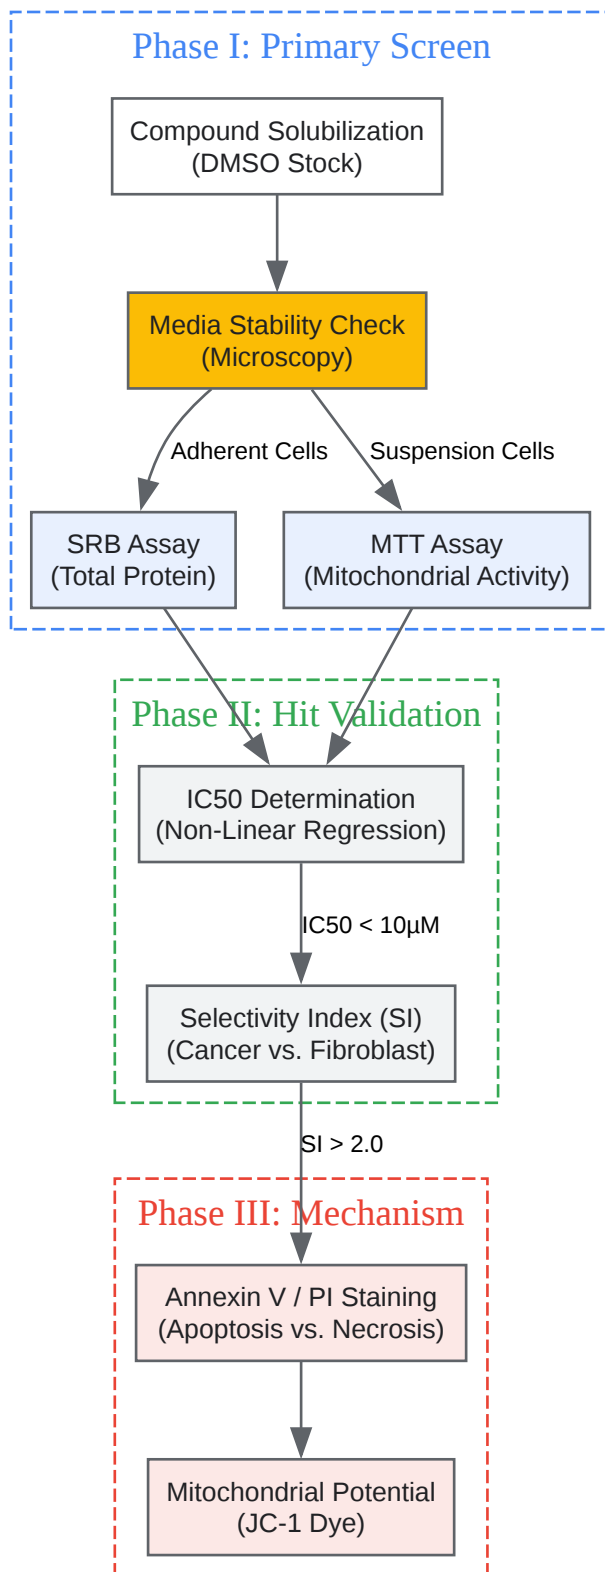 Phase I: Primary Screen
Compound Solubilization
(DMSO Stock)
Media Stability Check
(Microscopy)
Adherent Cells
Suspension Cells
SRB Assay
(Total Protein)
MTT Assay
(Mitochondrial Activity)
Phase II: Hit Validation
IC50 Determination
(Non-Linear Regression)
IC50 < 10µM
Selectivity Index (SI)
(Cancer vs. Fibroblast)
SI > 2.0
Phase III: Mechanism
Annexin V / PI Staining
(Apoptosis vs. Necrosis)
Mitochondrial Potential
(JC-1 Dye)